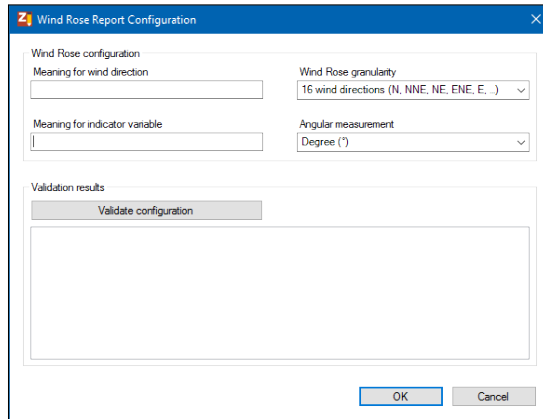 Wind Rose Report Configuration
Wind Rose configuration
Meaning for wind direction
Wind Rose granularity
16 wind directions (N, NNE, NE, ENE, E, ..)
Meaning for indicator variable
Angular measurement
Degree (°)
Validation results
Validate configuration
OK
Cancel